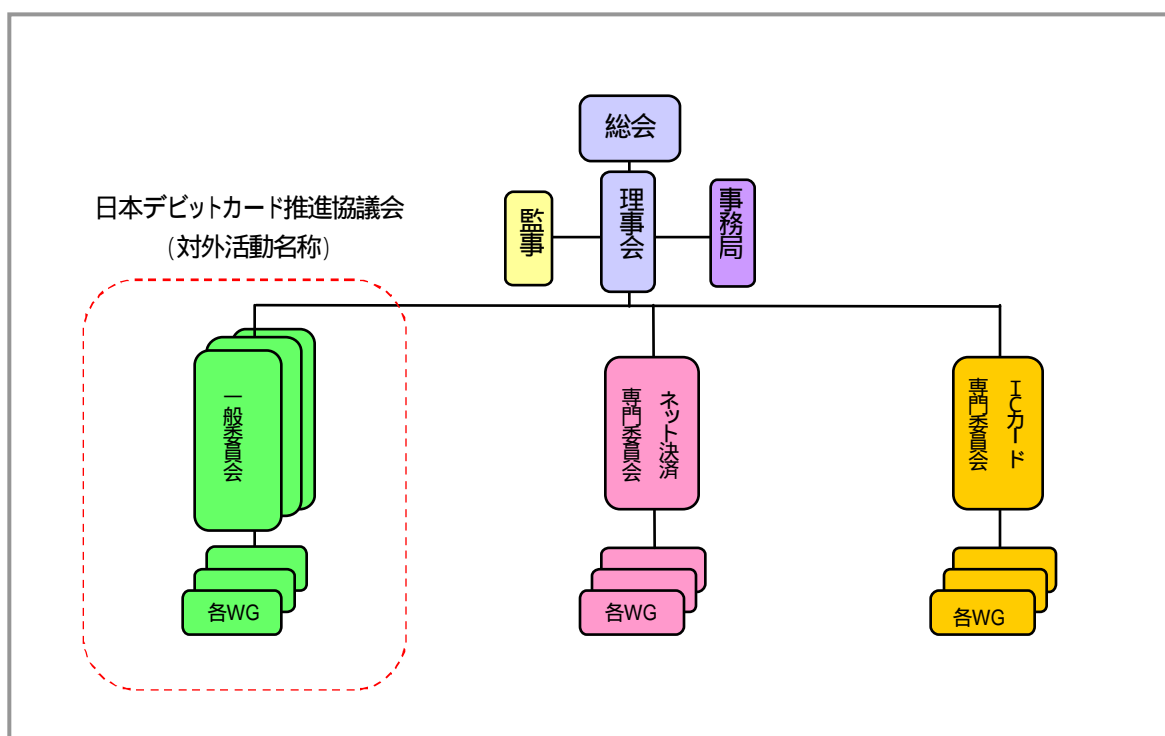 総会
日本デビットカード推進協議会
(対外活動名称)
監事
理事会
事務局
一般委員会
ネット決済
専門委員会
ICカード
専門委員会
各WG
各WG
各WG